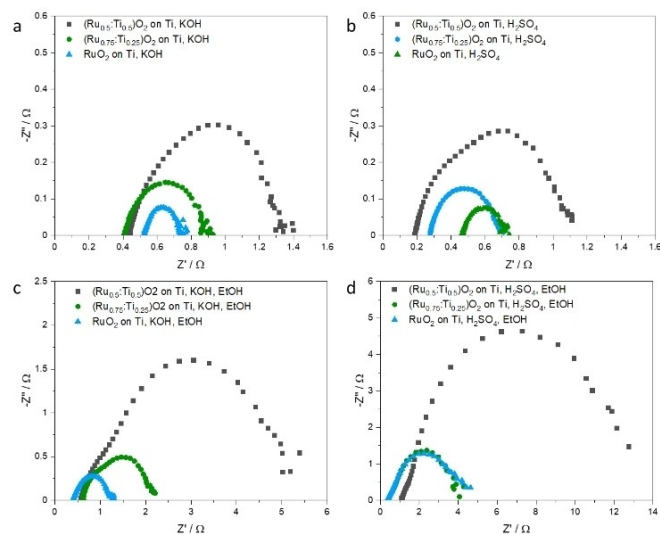 a
(Ru0.5:Ti0.5)O2 on Ti, KOH
(Ru0.75:Ti0.25)O2 on Ti, KOH
RuO2 on Ti, KOH
-Z'' / Ω
0.6
0.5
0.4
0.3
0.2
0.1
0
0 0.2 0.4 0.6 0.8 1.0 1.2 1.4 1.6
Z' / Ω
b
(Ru0.5:Ti0.5)O2 on Ti, H2SO4
(Ru0.75:Ti0.25)O2 on Ti, H2SO4
RuO2 on Ti, H2SO4
-Z'' / Ω
0.6
0.5
0.4
0.3
0.2
0.1
0
0 0.2 0.4 0.6 0.8 1.0 1.2 1.4 1.6
Z' / Ω
c
(Ru0.5:Ti0.5)O2 on Ti, KOH, EtOH
(Ru0.75:Ti0.25)O2 on Ti, KOH, EtOH
RuO2 on Ti, KOH, EtOH
-Z'' / Ω
2.5
2.0
1.5
1.0
0.5
0
0 1 2 3 4 5 6
Z' / Ω
d
(Ru0.5:Ti0.5)O2 on Ti, H2SO4, EtOH
(Ru0.75:Ti0.25)O2 on Ti, H2SO4, EtOH
RuO2 on Ti, H2SO4, EtOH
-Z'' / Ω
6
5
4
3
2
1
0
0 2 4 6 8 10 12 14
Z' / Ω